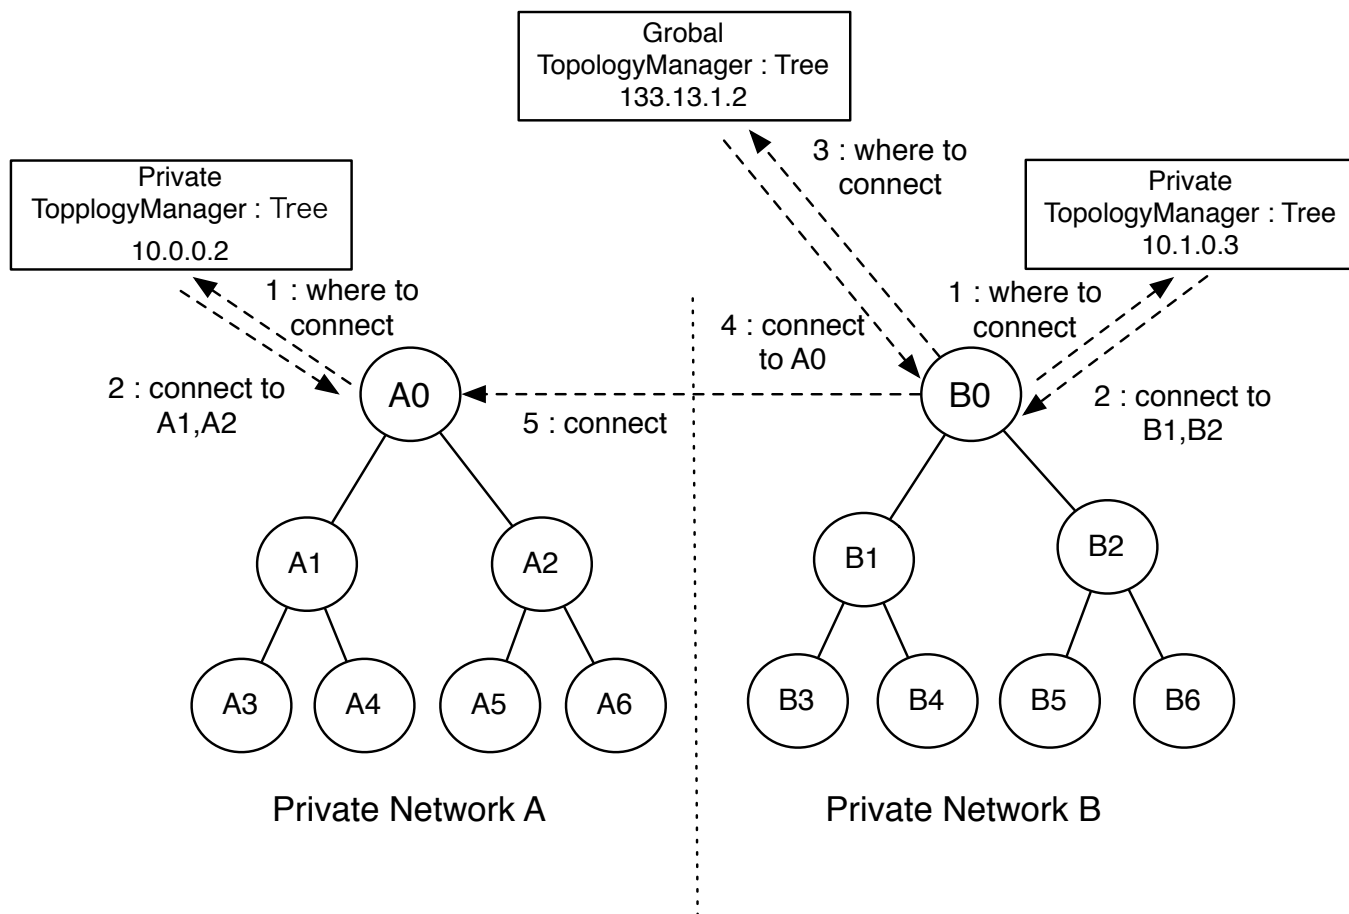 Grobal
TopologyManager : Tree
133.13.1.2
Private
TopplogyManager : Tree
10.0.0.2
Private
TopologyManager : Tree
10.1.0.3
3 : where to
connect
1 : where to
connect
1 : where to
connect
4 : connect
to A0
2 : connect to
A1,A2
2 : connect to
B1,B2
5 : connect
A0
B0
A1
A2
B1
B2
A3
A4
A5
A6
B3
B4
B5
B6
Private Network A
Private Network B